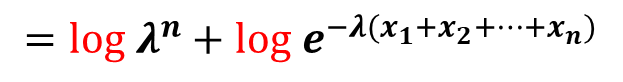 = log λⁿ + log e^{−λ(x₁+x₂+⋯+xₙ)}